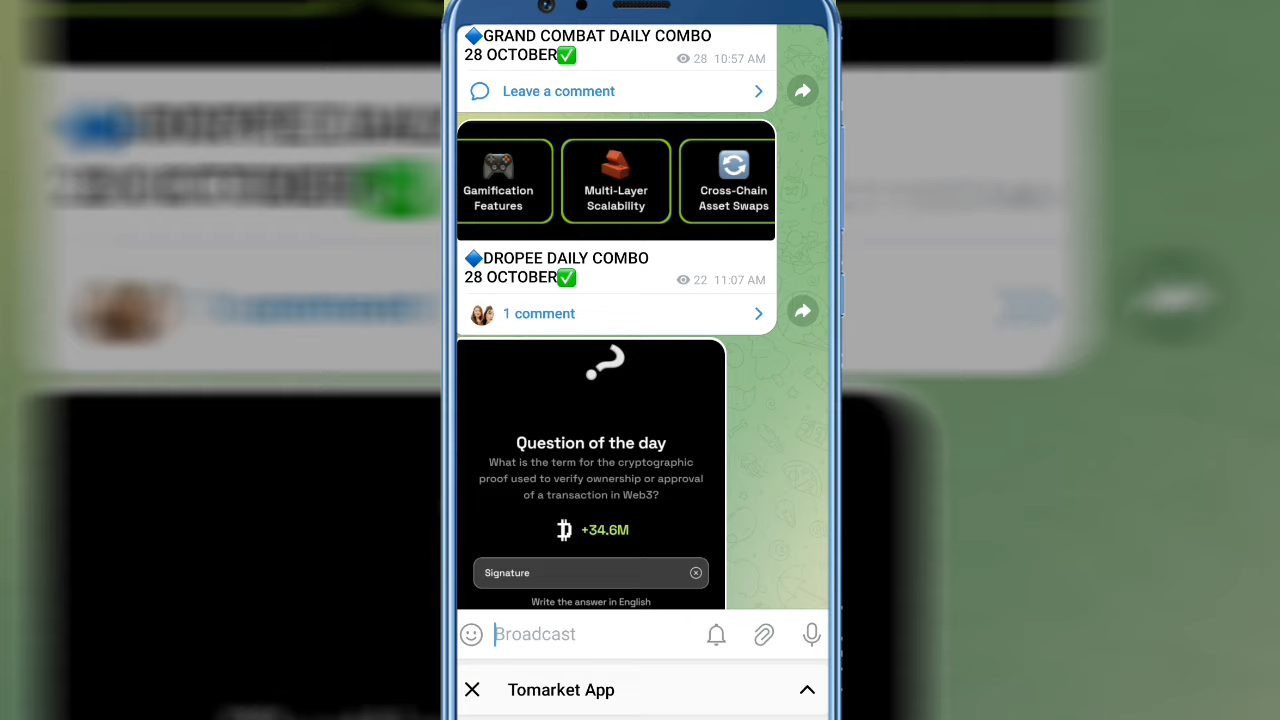 🔷GRAND COMBAT DAILY COMBO
28 OCTOBER✅
28 10:57 AM
Leave a comment
Gamification
Features
Multi-Layer
Scalability
Cross-Chain
Asset Swaps
🔷DROPEE DAILY COMBO
28 OCTOBER✅
22 11:07 AM
1 comment
Question of the day
What is the term for the cryptographic
proof used to verify ownership or approval
of a transaction in Web3?
+34.6M
Signature
Write the answer in English
Broadcast
Tomarket App